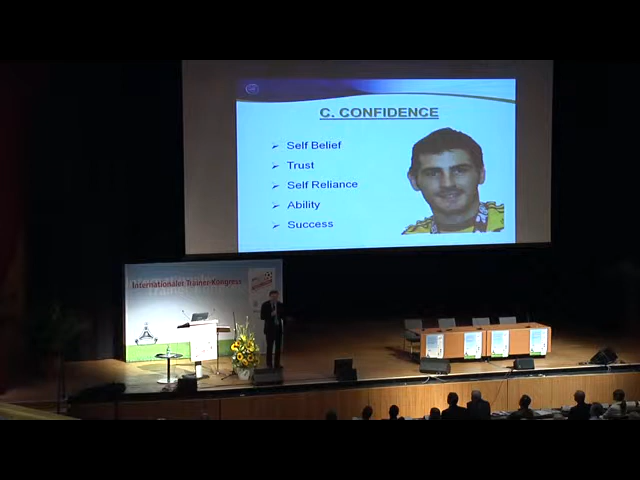 C. CONFIDENCE
➢ Self Belief
➢ Trust
➢ Self Reliance
➢ Ability
➢ Success
Internationaler Trainer-Kongress